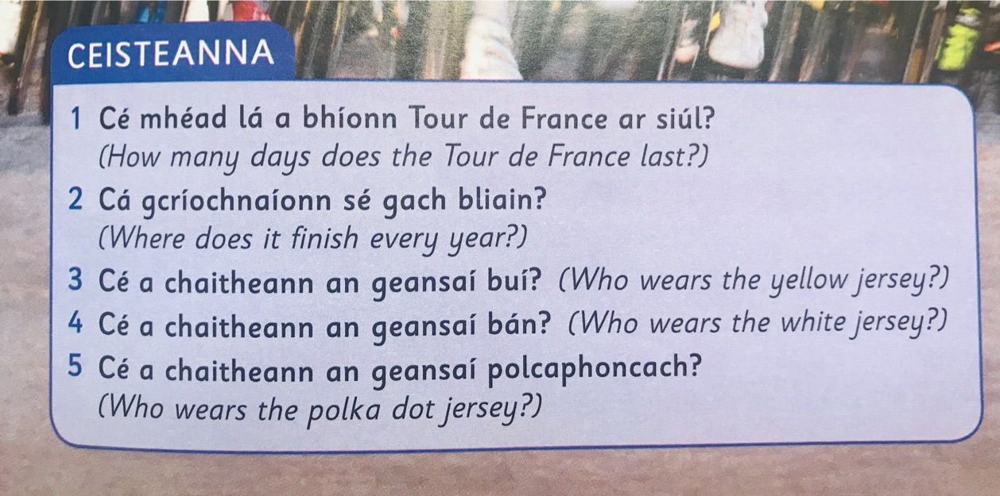 CEISTEANNA
1 Cé mhéad lá a bhíonn Tour de France ar siúl?
(How many days does the Tour de France last?)
2 Cá gcríochnaíonn sé gach bliain?
(Where does it finish every year?)
3 Cé a chaitheann an geansaí buí? (Who wears the yellow jersey?)
4 Cé a chaitheann an geansaí bán? (Who wears the white jersey?)
5 Cé a chaitheann an geansaí polcaphoncach?
(Who wears the polka dot jersey?)